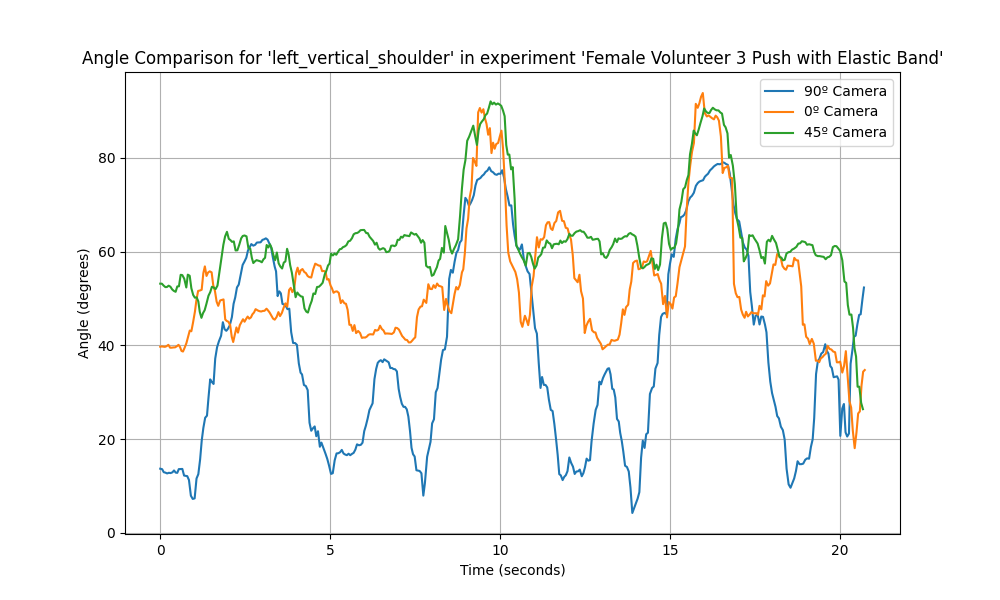 Angle Comparison for 'left_vertical_shoulder' in experiment 'Female Volunteer 3 Push with Elastic Band'
90º Camera
0º Camera
45º Camera
Angle (degrees)
80
60
40
20
0
0 5 10 15 20
Time (seconds)